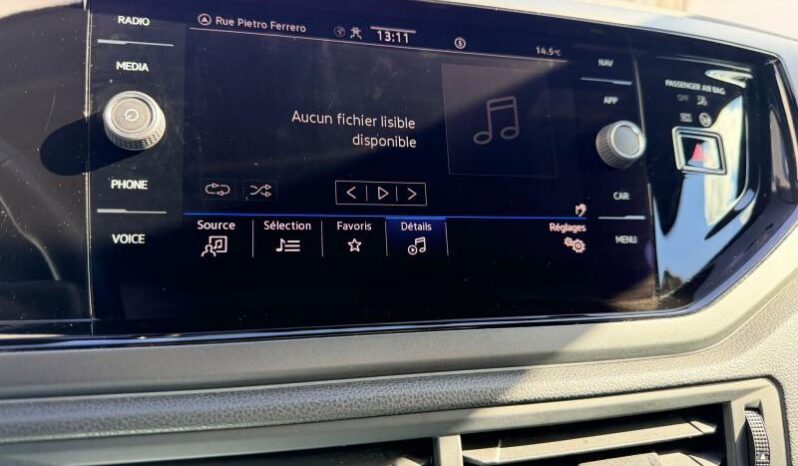 RADIO
MEDIA
PHONE
VOICE
Rue Pietro Ferrero
13:11
14.5°C
Aucun fichier lisible
disponible
Source
Sélection
Favoris
Détails
Réglages
NAV
APP
CAR
MENU
PASSENGER AIR BAG
OFF